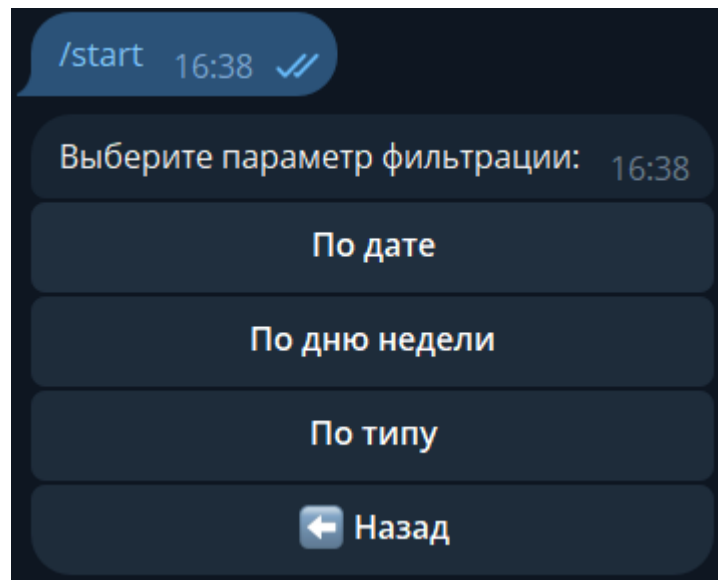 /start 16:38
Выберите параметр фильтрации: 16:38
По дате
По дню недели
По типу
⬅️ Назад